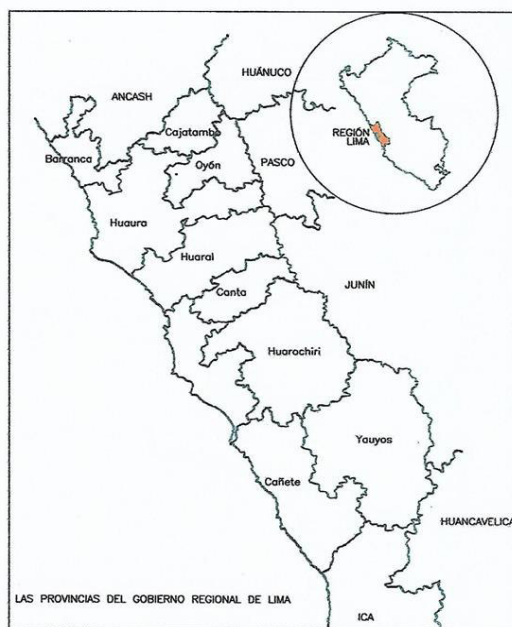 HUÁNUCO
ANCASH
REGIÓN
LIMA
Cajatambo
Barranca
Oyón
PASCO
Huaura
Huaral
JUNÍN
Canta
Huarochiri
Yauyos
Cañete
HUANCAVELICA
LAS PROVINCIAS DEL GOBIERNO REGIONAL DE LIMA
ICA